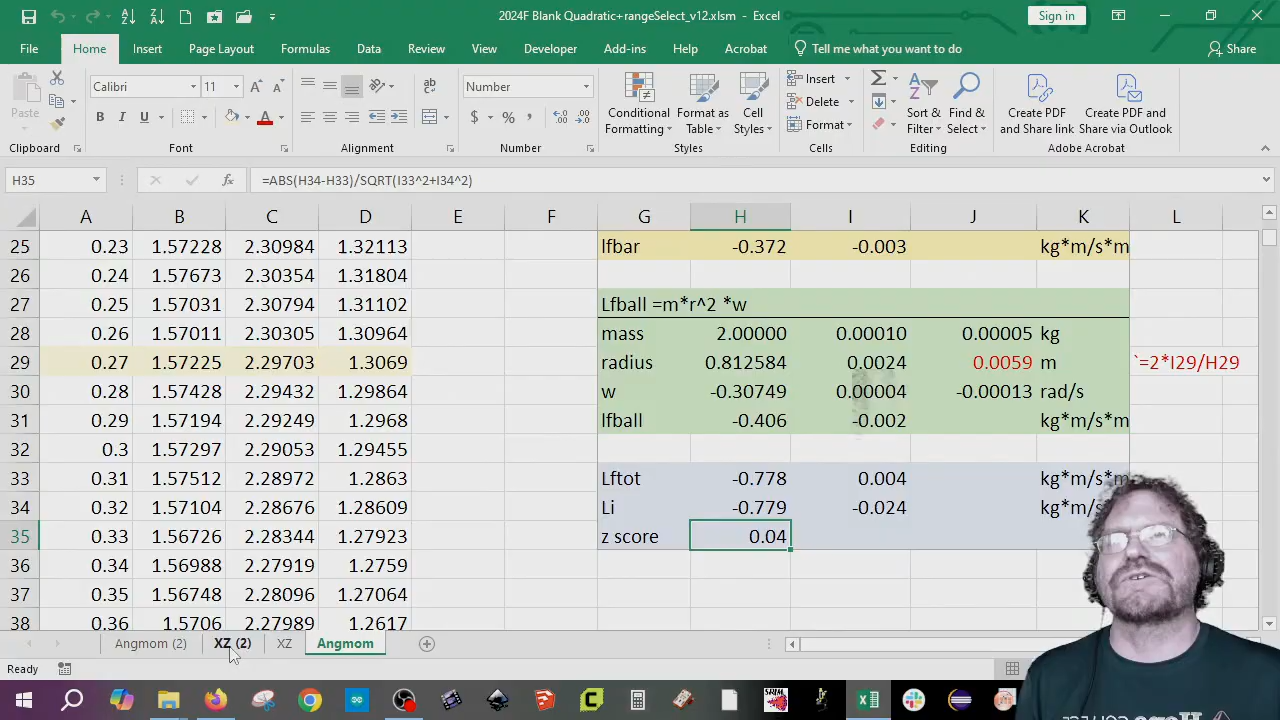 2024F Blank Quadratic+rangeSelect_v12.xlsm - Excel
Sign in
File Home Insert Page Layout Formulas Data Review View Developer Add-ins Help Acrobat Tell me what you want to do Share
Paste
Calibri 11
Number
Conditional Formatting
Format as Table
Cell Styles
Insert
Delete
Format
Sort & Filter
Find & Select
Create PDF and Share link
Create PDF and Share via Outlook
Clipboard Font Alignment Number Styles Cells Editing Adobe Acrobat
H35 fx =ABS(H34-H33)/SQRT(I33^2+I34^2)
A B C D E F G H I J K L
25 0.23 1.57228 2.30984 1.32113 lfbar -0.372 -0.003 kg*m/s*m
26 0.24 1.57673 2.30354 1.31804
27 0.25 1.57031 2.30794 1.31102 Lfball =m*r^2 *w
28 0.26 1.57011 2.30305 1.30964 mass 2.00000 0.00010 0.00005 kg
29 0.27 1.57225 2.29703 1.3069 radius 0.812584 0.0024 0.0059 m `=2*I29/H29
30 0.28 1.57428 2.29432 1.29864 w -0.30749 0.00004 -0.00013 rad/s
31 0.29 1.57194 2.29249 1.2968 lfball -0.406 -0.002 kg*m/s*m
32 0.3 1.57297 2.29053 1.29455
33 0.31 1.57512 2.28972 1.2863 Lftot -0.778 0.004 kg*m/s*m
34 0.32 1.57104 2.28679 1.28609 Li -0.779 -0.024
35 0.33 1.56726 2.28344 1.27923 z score 0.04
36 0.34 1.56988 2.27919 1.2759
37 0.35 1.56748 2.28096 1.27064
38 0.36 1.5706 2.27989 1.2617
Angmom (2) XZ (2) XZ Angmom
Ready